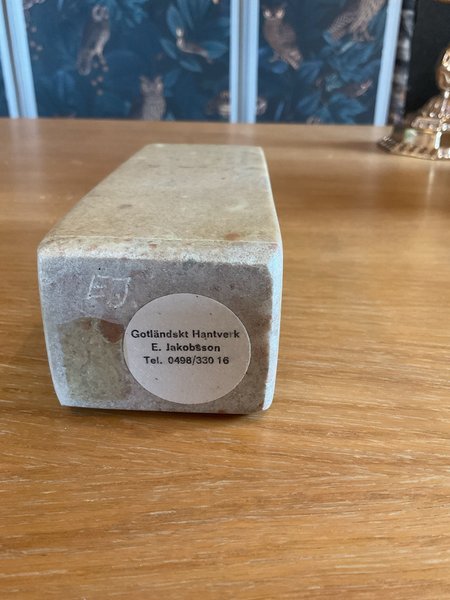 EJ.
Gotländskt Hantverk
E. Jakobsson
Tel. 0498/330 16